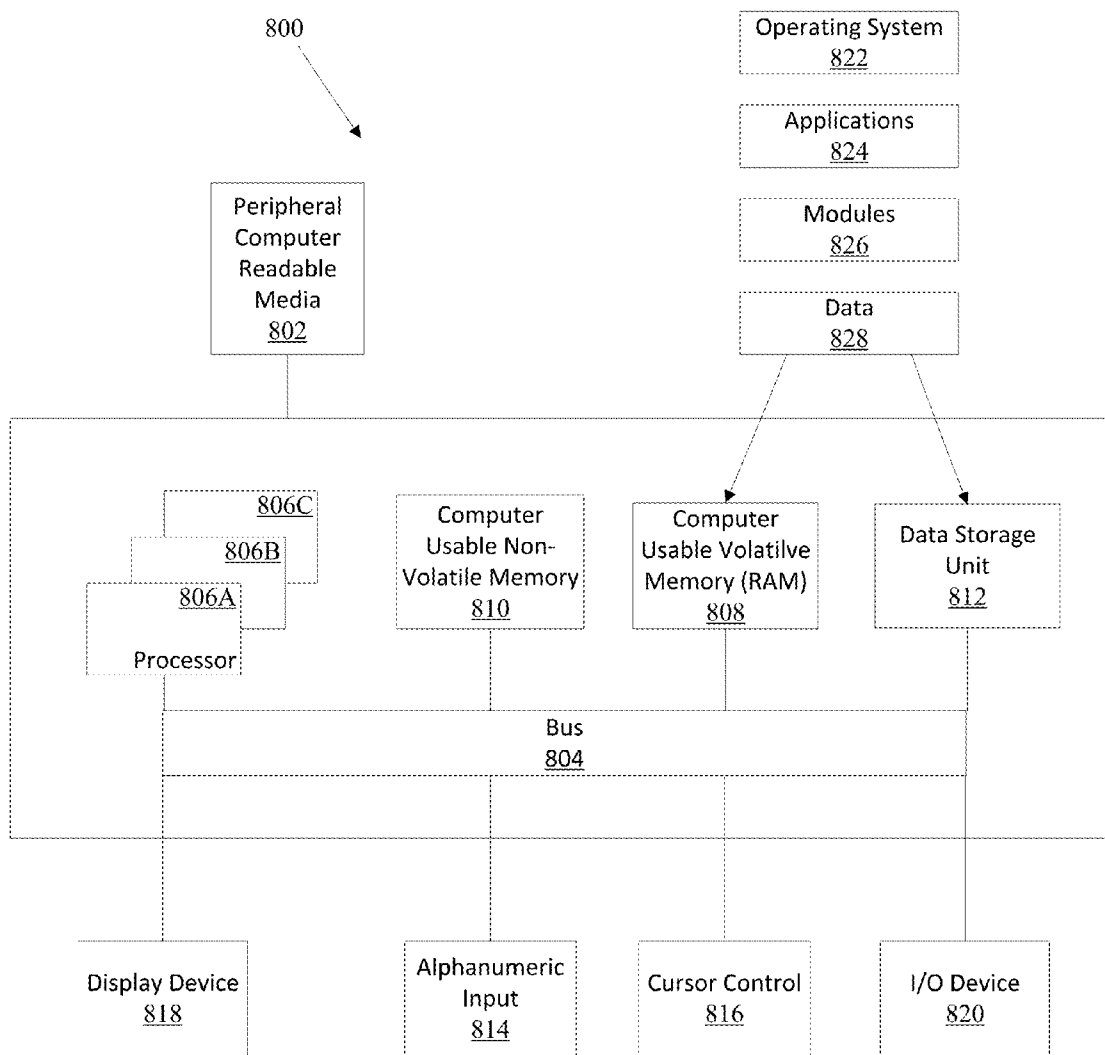 800
Operating System
822
Applications
824
Modules
826
Data
828
Peripheral
Computer
Readable
Media
802
806C
806B
806A
Processor
Computer
Usable Non-
Volatile Memory
810
Computer
Usable Volatilve
Memory (RAM)
808
Data Storage
Unit
812
Bus
804
Display Device
818
Alphanumeric
Input
814
Cursor Control
816
I/O Device
820